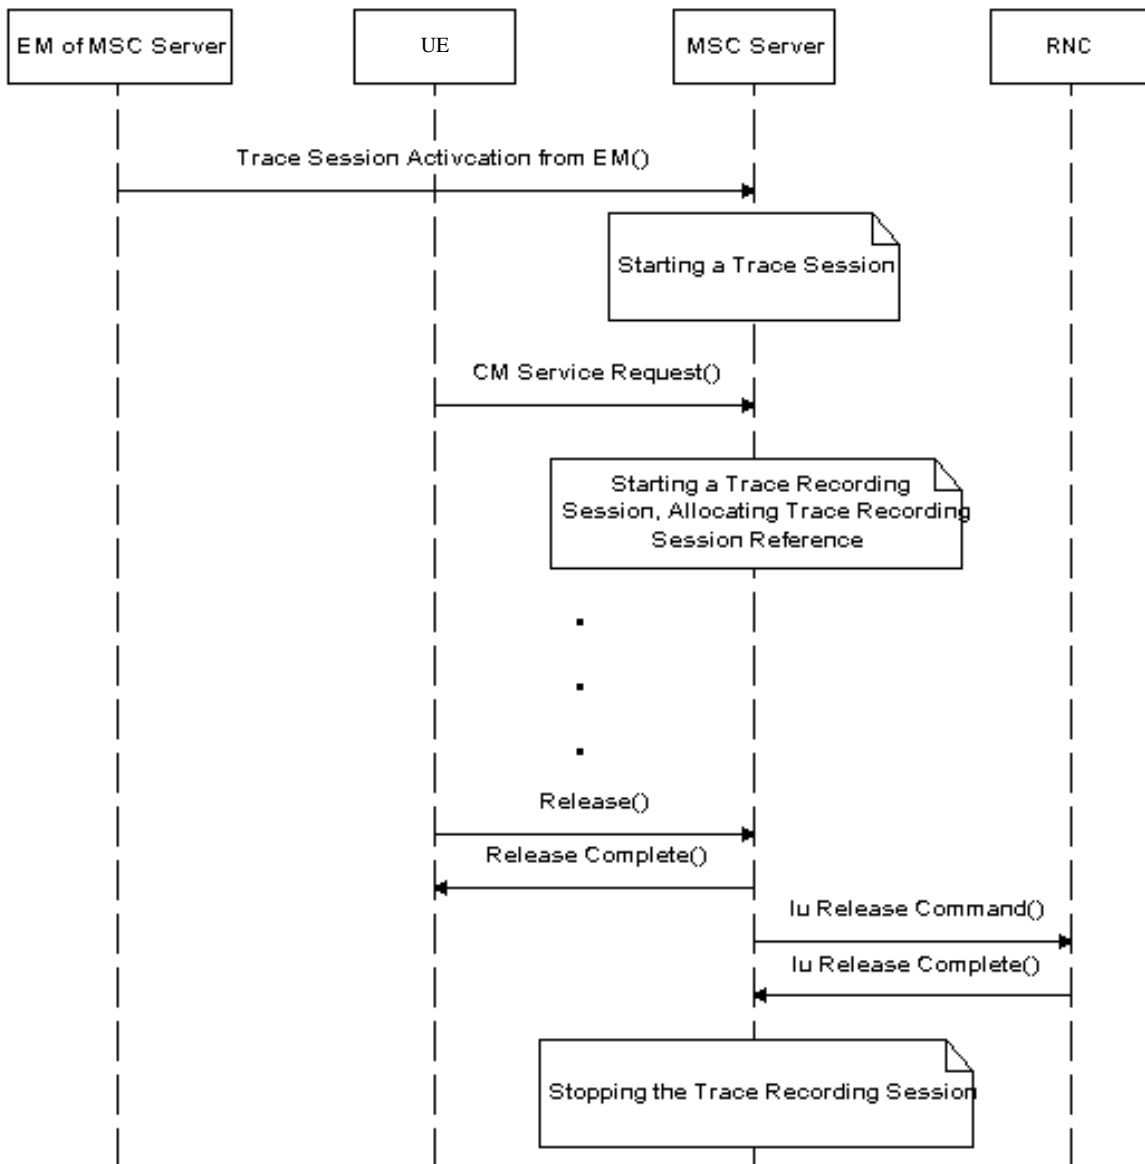 EM of MSC Server
UE
MSC Server
RNC
Trace Session Activcation from EM()
Starting a Trace Session
CM Service Request()
Starting a Trace Recording
Session, Allocating Trace Recording
Session Reference
Release()
Release Complete()
Iu Release Command()
Iu Release Complete()
Stopping the Trace Recording Session